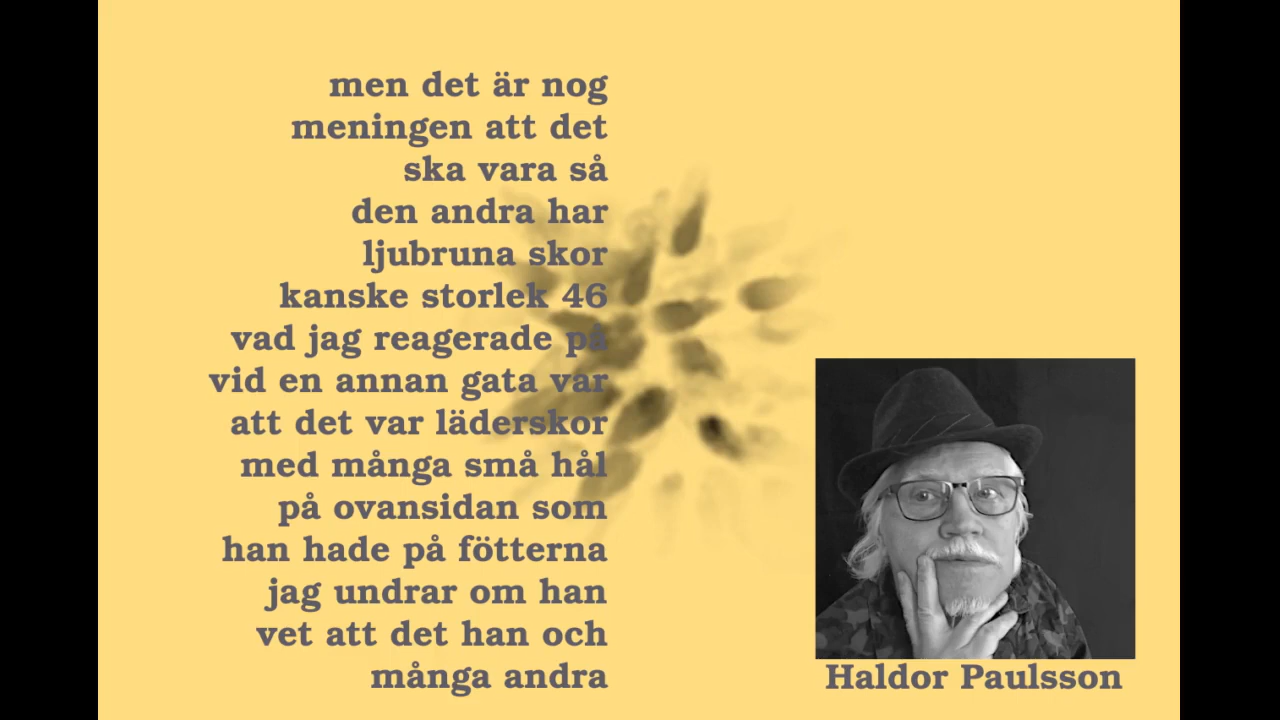 men det är nog
meningen att det
ska vara så
den andra har
ljubruna skor
kanske storlek 46
vad jag reagerade på
vid en annan gata var
att det var läderskor
med många små hål
på ovansidan som
han hade på fötterna
jag undrar om han
vet att det han och
många andra
Haldor Paulsson